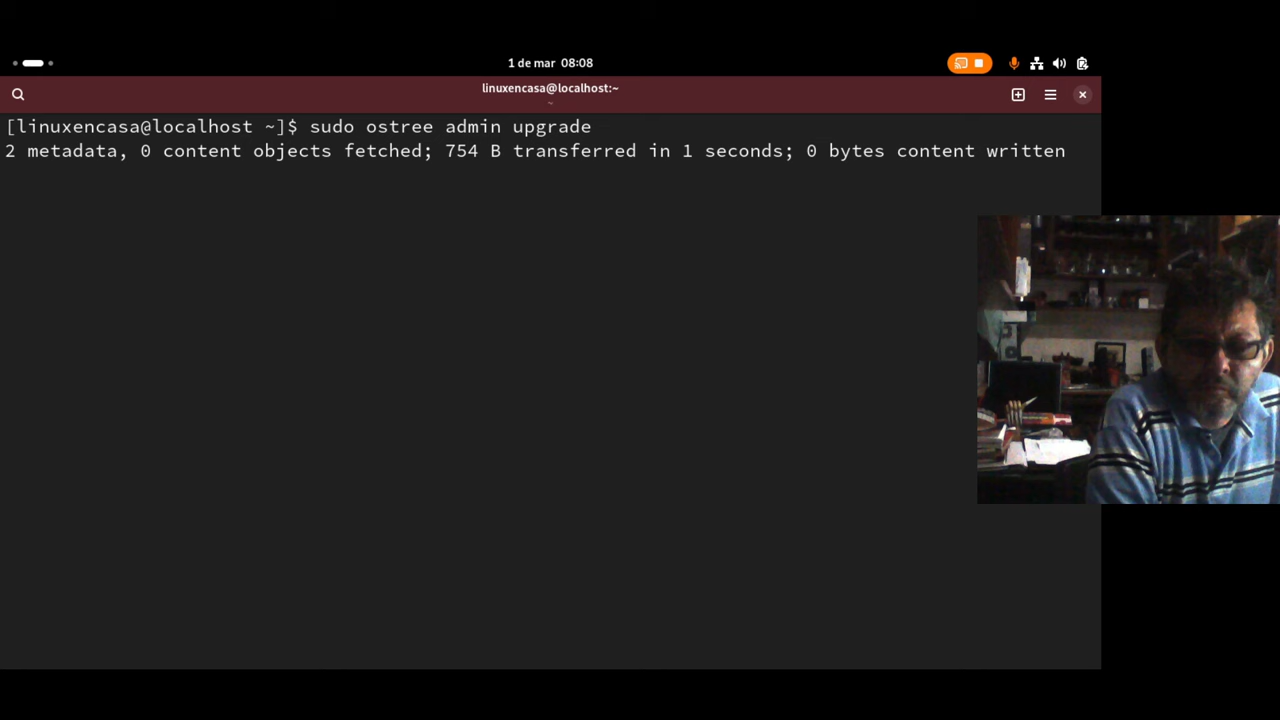 1 de mar 08:08
linuxencasa@localhost:~
~
[linuxencasa@localhost ~]$ sudo ostree admin upgrade
2 metadata, 0 content objects fetched; 754 B transferred in 1 seconds; 0 bytes content written